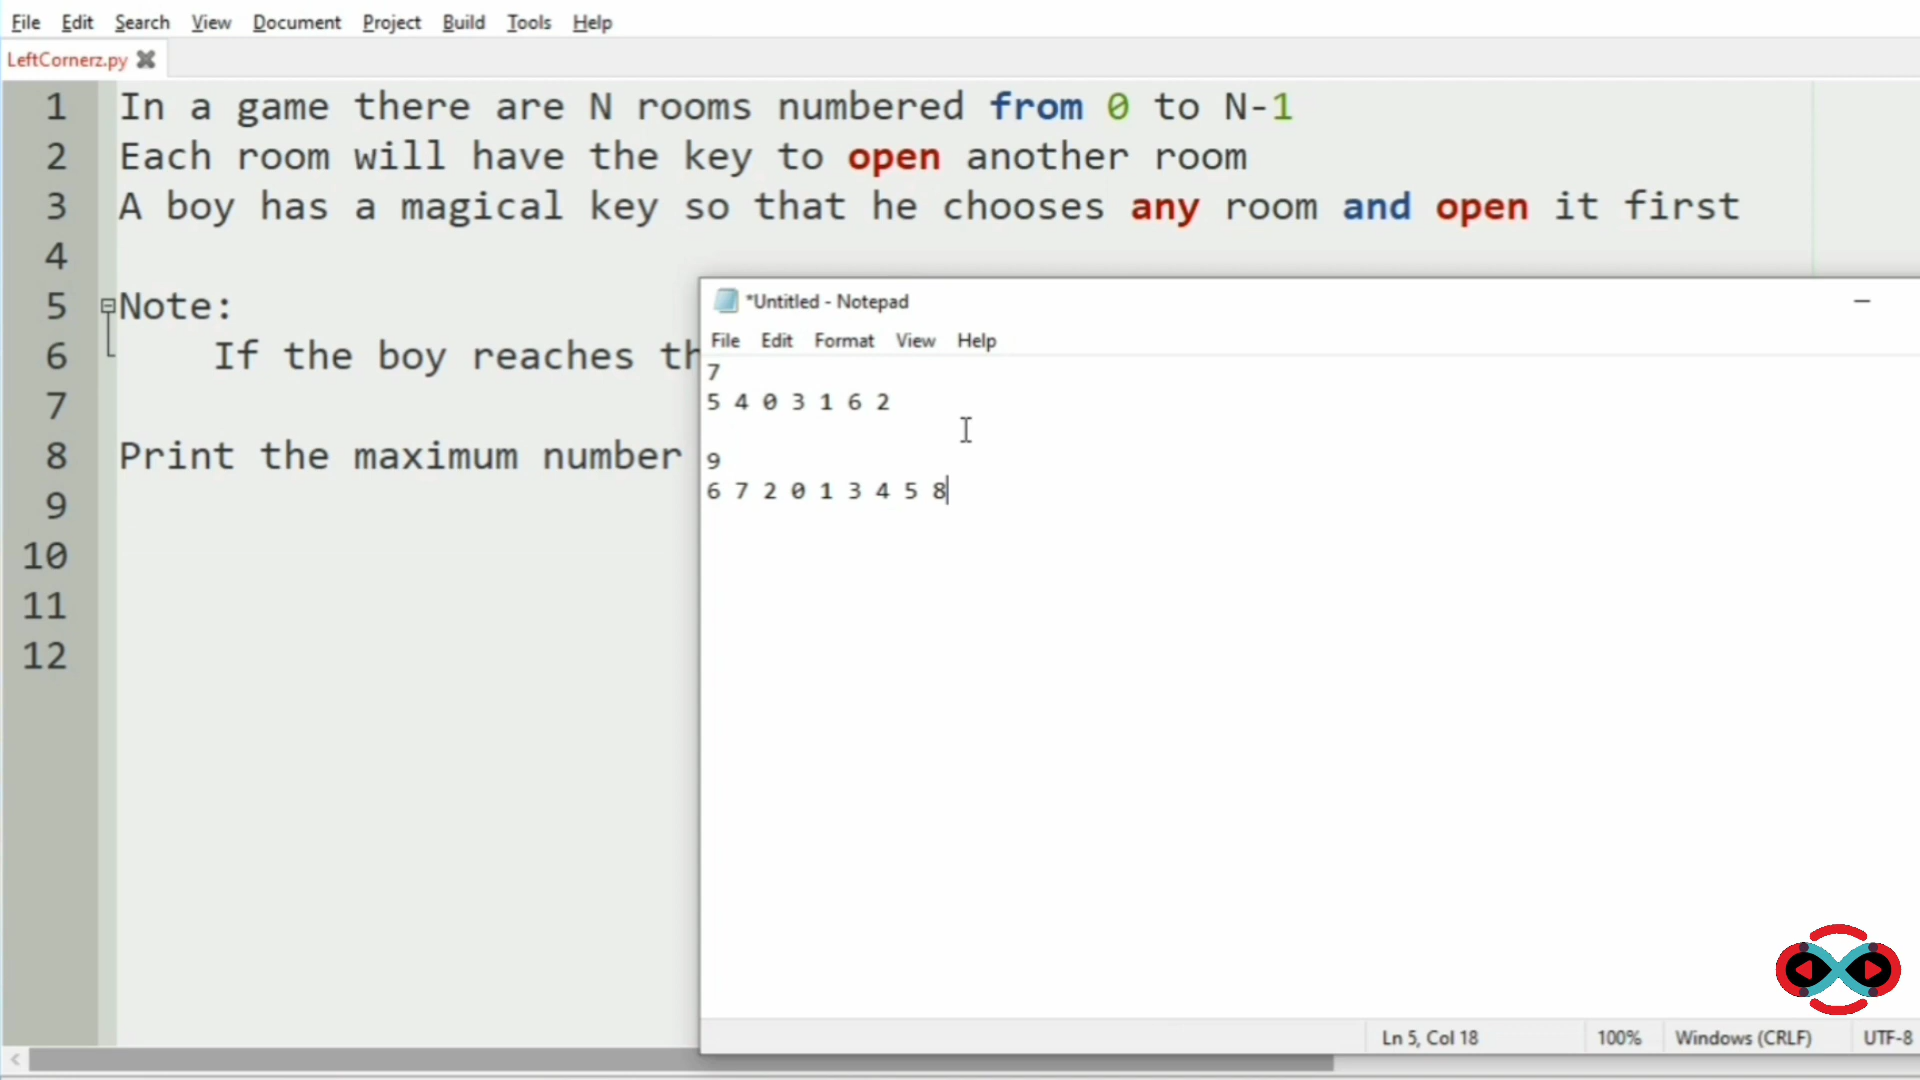 File Edit Search View Document Project Build Tools Help
LeftCornerz.py
1 In a game there are N rooms numbered from 0 to N-1
2 Each room will have the key to open another room
3 A boy has a magical key so that he chooses any room and open it first
4
5 Note:
6 If the boy reaches th
7
8 Print the maximum number
9
10
11
12
*Untitled - Notepad
File Edit Format View Help
7
5 4 0 3 1 6 2
9
6 7 2 0 1 3 4 5 8
Ln 5, Col 18 100% Windows (CRLF) UTF-8